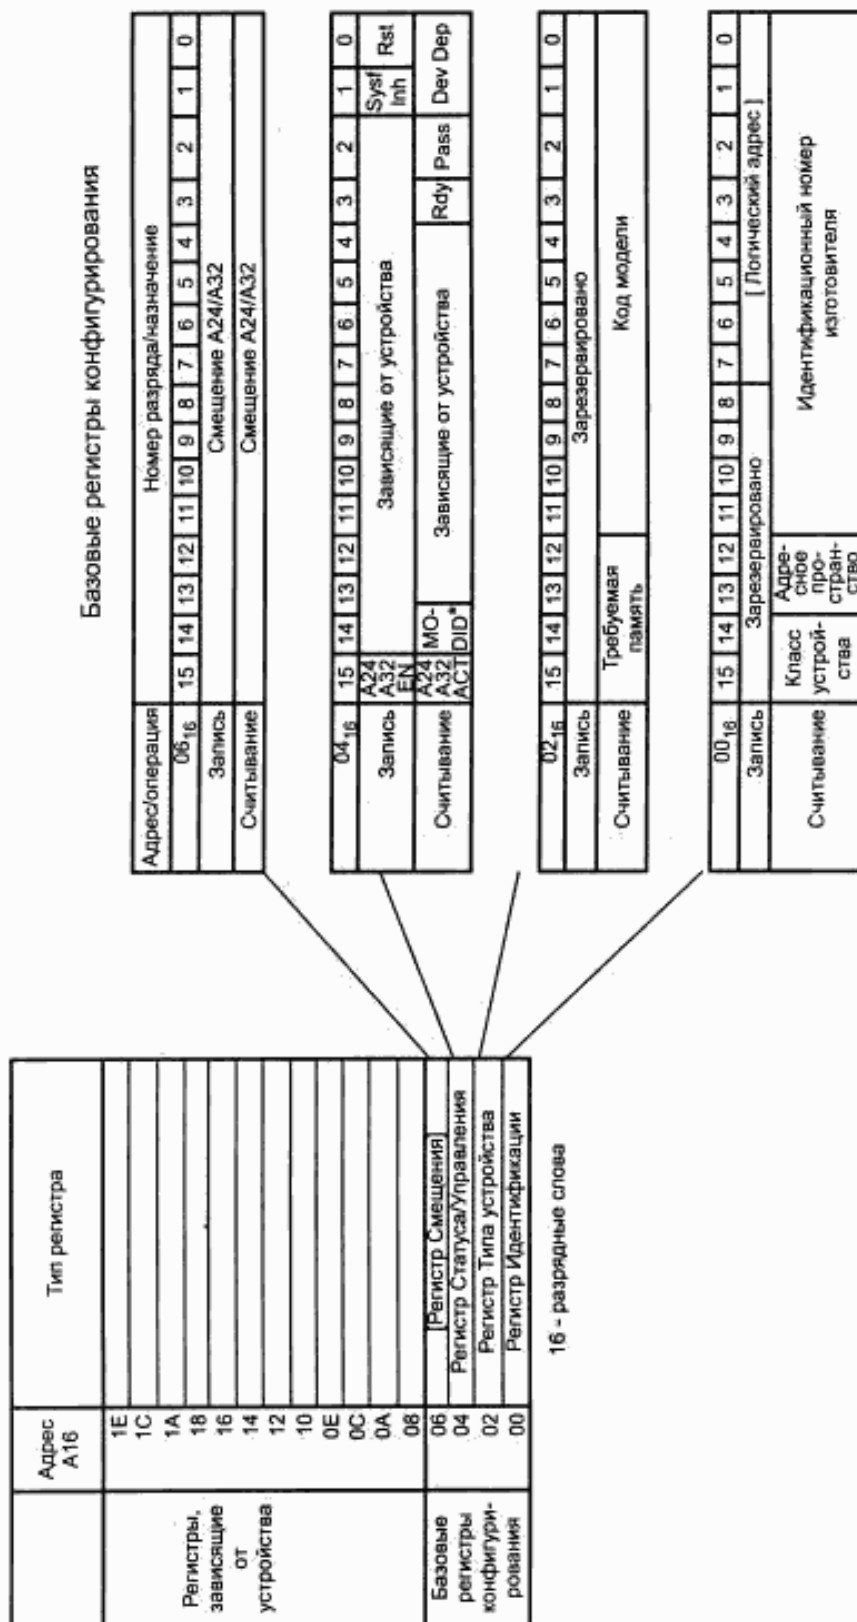 Базовые регистры конфигурирования
Адрес/операция Номер разряда/назначение
06₁₆ 15 14 13 12 11 10 9 8 7 6 5 4 3 2 1 0
Запись Смещение A24/A32
Считывание Смещение A24/A32
04₁₆ 15 14 13 12 11 10 9 8 7 6 5 4 3 2 1 0
Запись A24 A32 EN Зависящие от устройства Sysf Inh Rst
Считывание A24 A32 ACT MO-DID* Зависящие от устройства Rdy Pass Dev Dep
02₁₆ 15 14 13 12 11 10 9 8 7 6 5 4 3 2 1 0
Запись Зарезервировано
Считывание Требуемая память Код модели
00₁₆ 15 14 13 12 11 10 9 8 7 6 5 4 3 2 1 0
Запись Зарезервировано [Логический адрес]
Считывание Класс устрой-ства Адре-сное про-стран-ство Идентификационный номер изготовителя
Адрес A16 Тип регистра
Регистры,
зависящие
от
устройства
1E
1C
1A
18
16
14
12
10
0E
0C
0A
08
Базовые
регистры
конфигури-
рования
06 [Регистр Смещения]
04 Регистр Статуса/Управления
02 Регистр Типа устройства
00 Регистр Идентификации
16 - разрядные слова